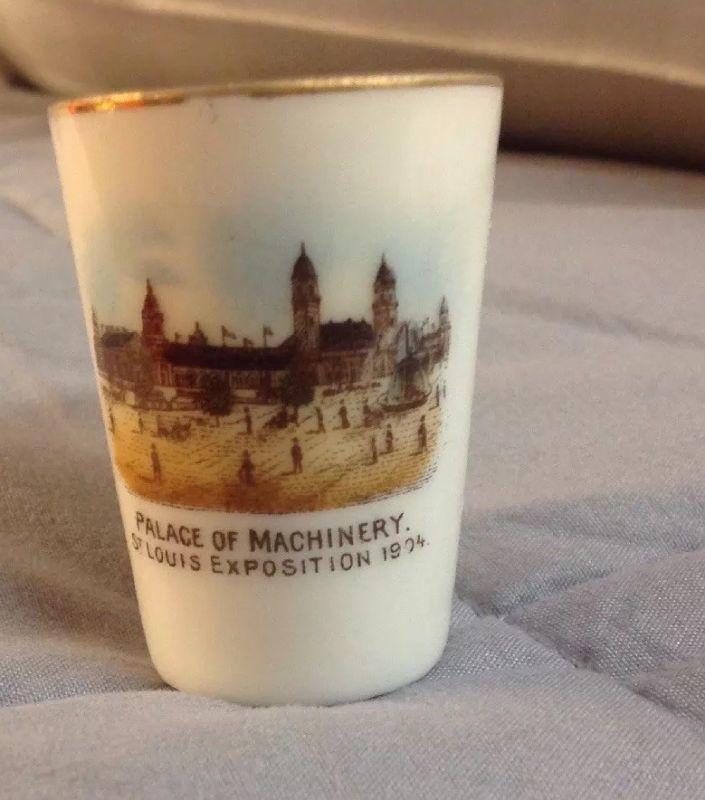 PALACE OF MACHINERY.
ST LOUIS EXPOSITION 1904.